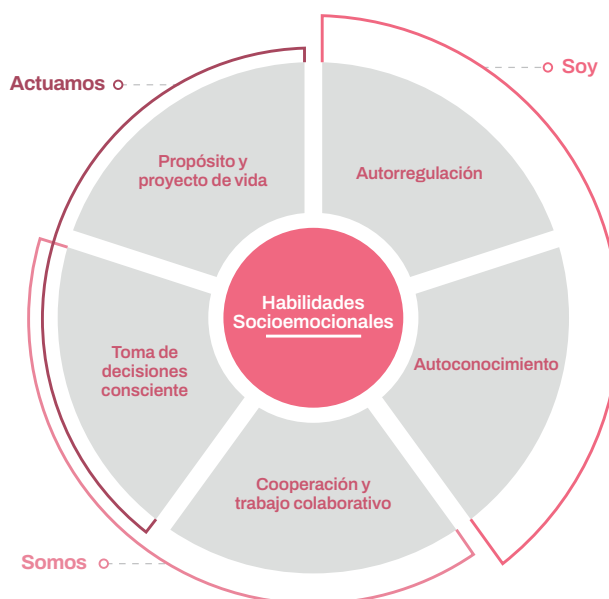 Soy
Actuamos
Propósito y
proyecto de vida
Autorregulación
Habilidades
Socioemocionales
Toma de
decisiones
consciente
Autoconocimiento
Cooperación y
trabajo colaborativo
Somos